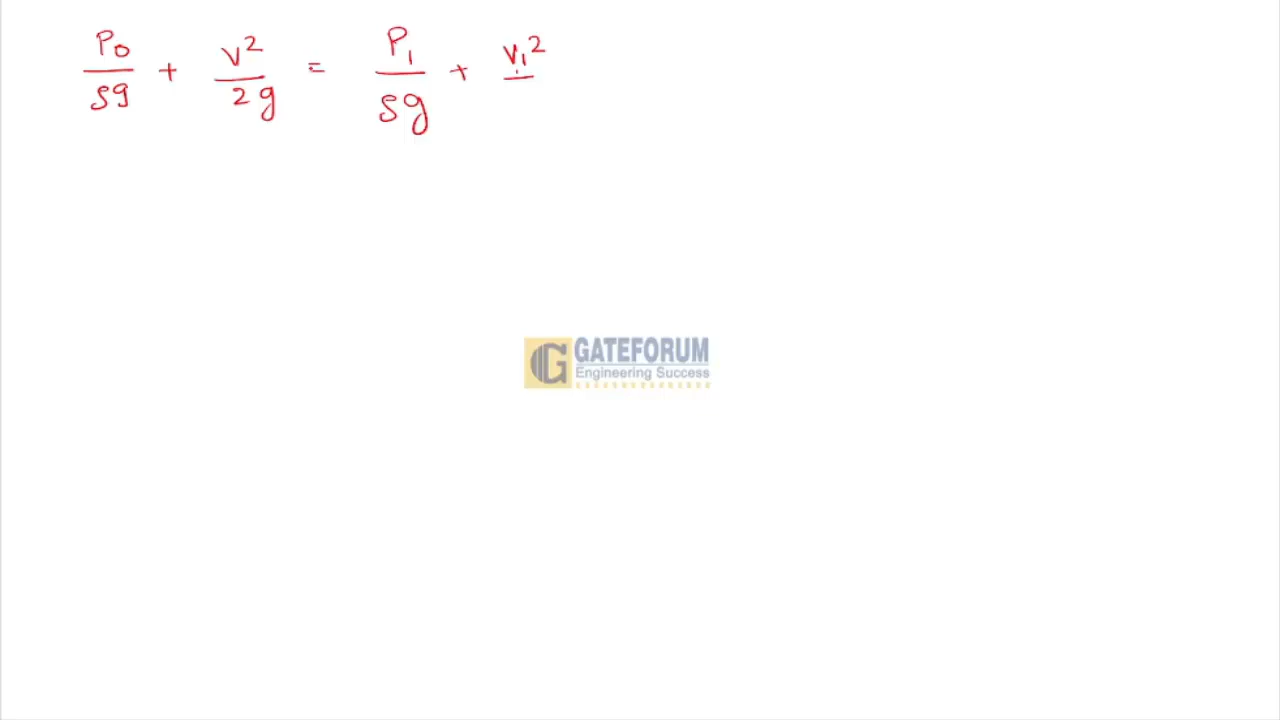 P₀/ρg + V²/2g = P₁/ρg + V₁²/
GATEFORUM
Engineering Success